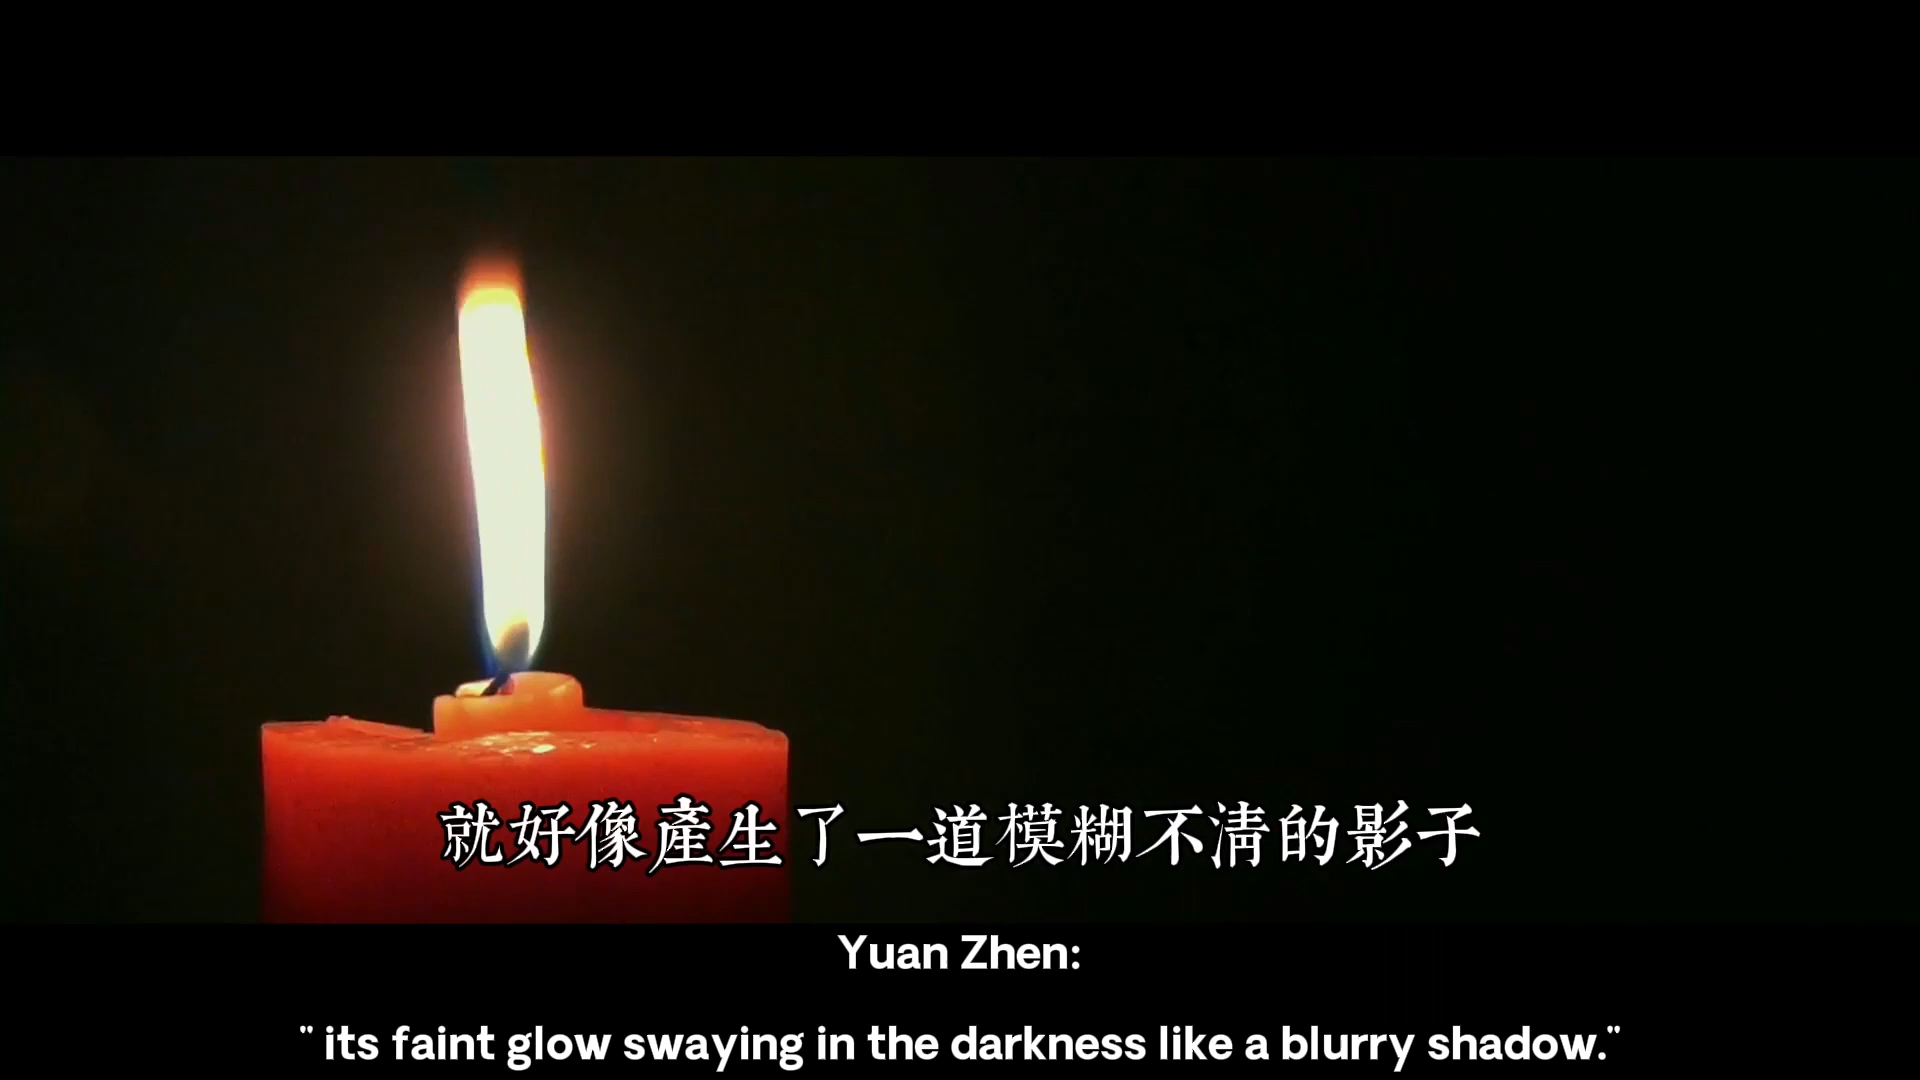 就好像產生了一道模糊不清的影子
Yuan Zhen:
" its faint glow swaying in the darkness like a blurry shadow."